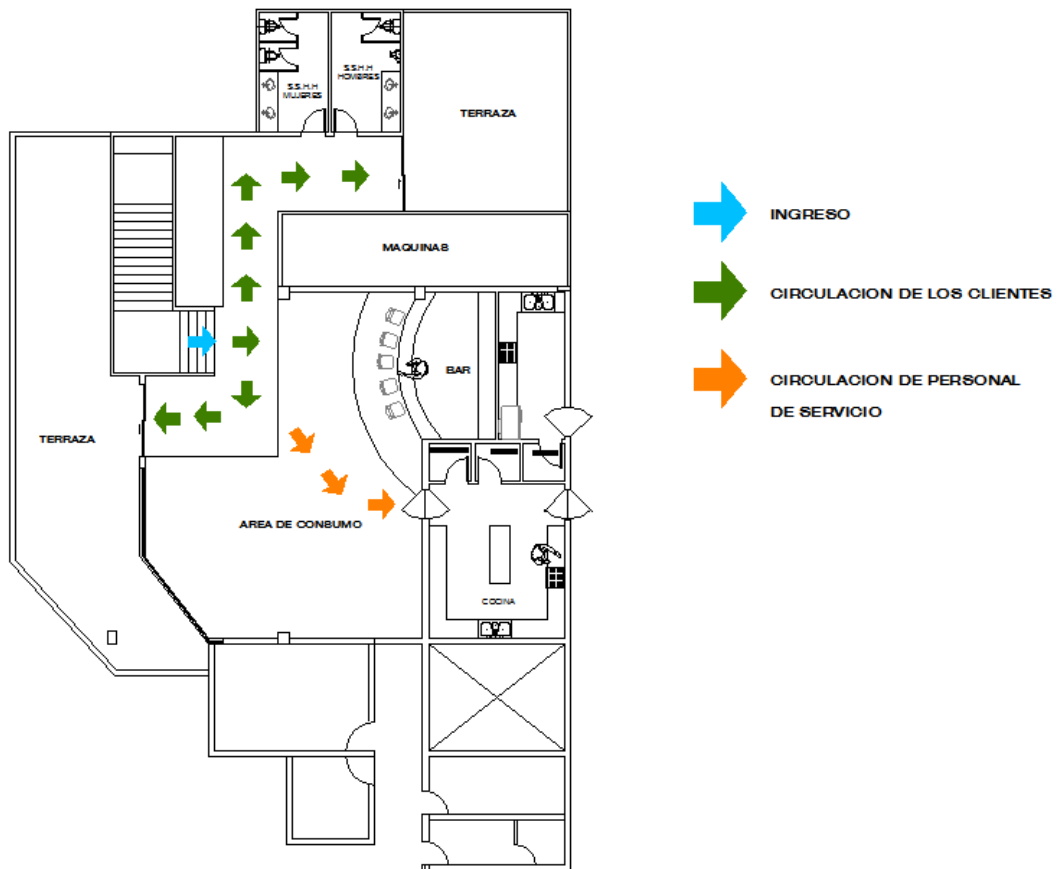 S.S.H.H
MUJERES
S.S.H.H
HOMBRES
TERRAZA
MAQUINAS
BAR
TERRAZA
AREA DE CONSUMO
COCINA
INGRESO
CIRCULACION DE LOS CLIENTES
CIRCULACION DE PERSONAL
DE SERVICIO